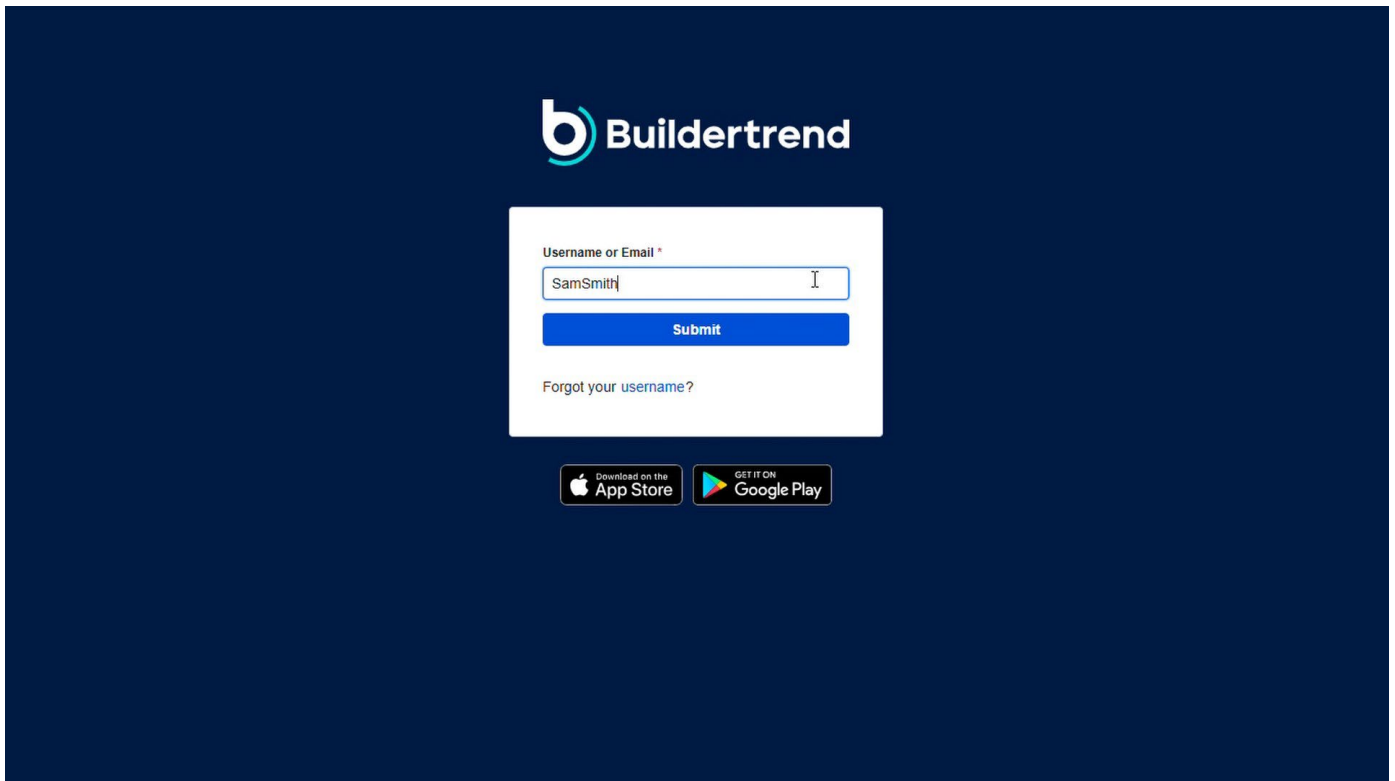 Buildertrend
Username or Email *
SamSmith
Submit
Forgot your username?
Download on the
App Store
GET IT ON
Google Play